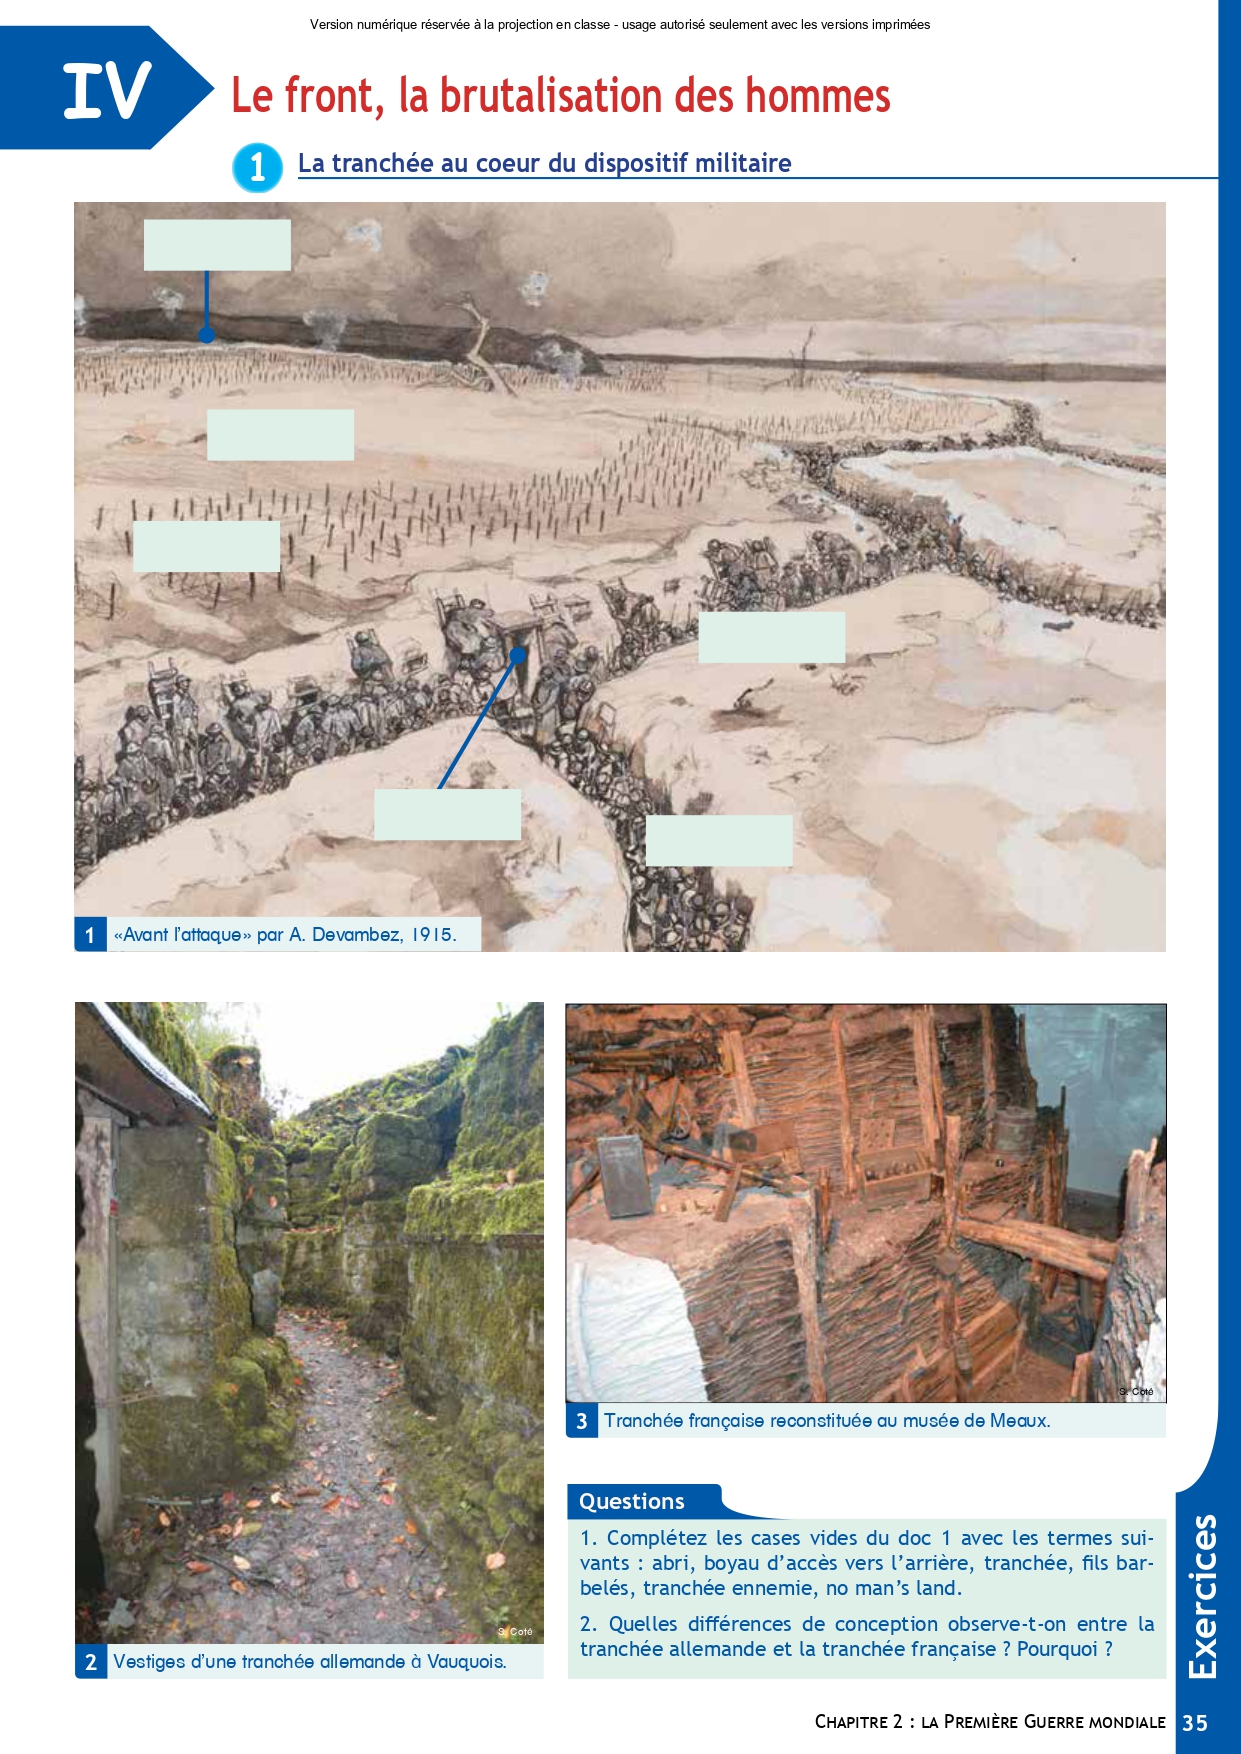 Version numérique réservée à la projection en classe - usage autorisé seulement avec les versions imprimées
IV
Le front, la brutalisation des hommes
1
La tranchée au coeur du dispositif militaire
1
«Avant l'attaque» par A. Devambez, 1915.
S. Coté
2
Vestiges d'une tranchée allemande à Vauquois.
S. Coté
3
Tranchée française reconstituée au musée de Meaux.
Questions
1. Complétez les cases vides du doc 1 avec les termes sui-
vants : abri, boyau d'accès vers l'arrière, tranchée, fils bar-
belés, tranchée ennemie, no man's land.
2. Quelles différences de conception observe-t-on entre la
tranchée allemande et la tranchée française ? Pourquoi ?
Exercices
Chapitre 2 : la Première Guerre mondiale
35